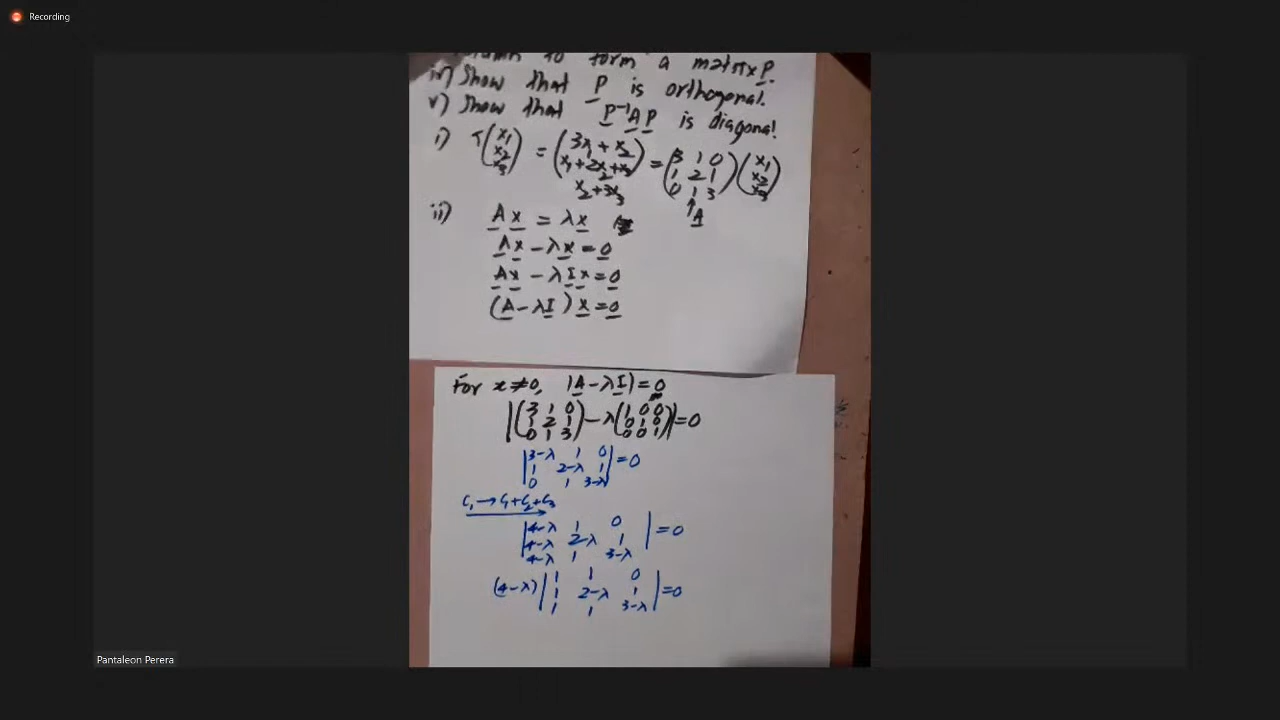 Recording
to form a matrix P.
iv) Show that P is orthogonal.
v) Show that P⁻¹AP is diagonal.
i) T(x₁ x₂ x₃) = (3x₁+x₂ x₁+2x₂+x₃ x₂+3x₃) = (3 1 0 1 2 1 0 1 3)(x₁ x₂ x₃)
↑A
ii) Ax = λx
Ax - λx = 0
Ax - λIx = 0
(A - λI)x = 0
For x≠0, |A - λI| = 0
|(3 1 0 1 2 1 0 1 3) - λ(1 0 0 0 1 0 0 0 1)| = 0
|3-λ 1 0 1 2-λ 1 0 1 3-λ| = 0
C₁→C₁+C₂+C₃
|4-λ 1 0 4-λ 2-λ 1 4-λ 1 3-λ| = 0
(4-λ)|1 1 0 1 2-λ 1 1 1 3-λ| = 0
Pantaleon Perera